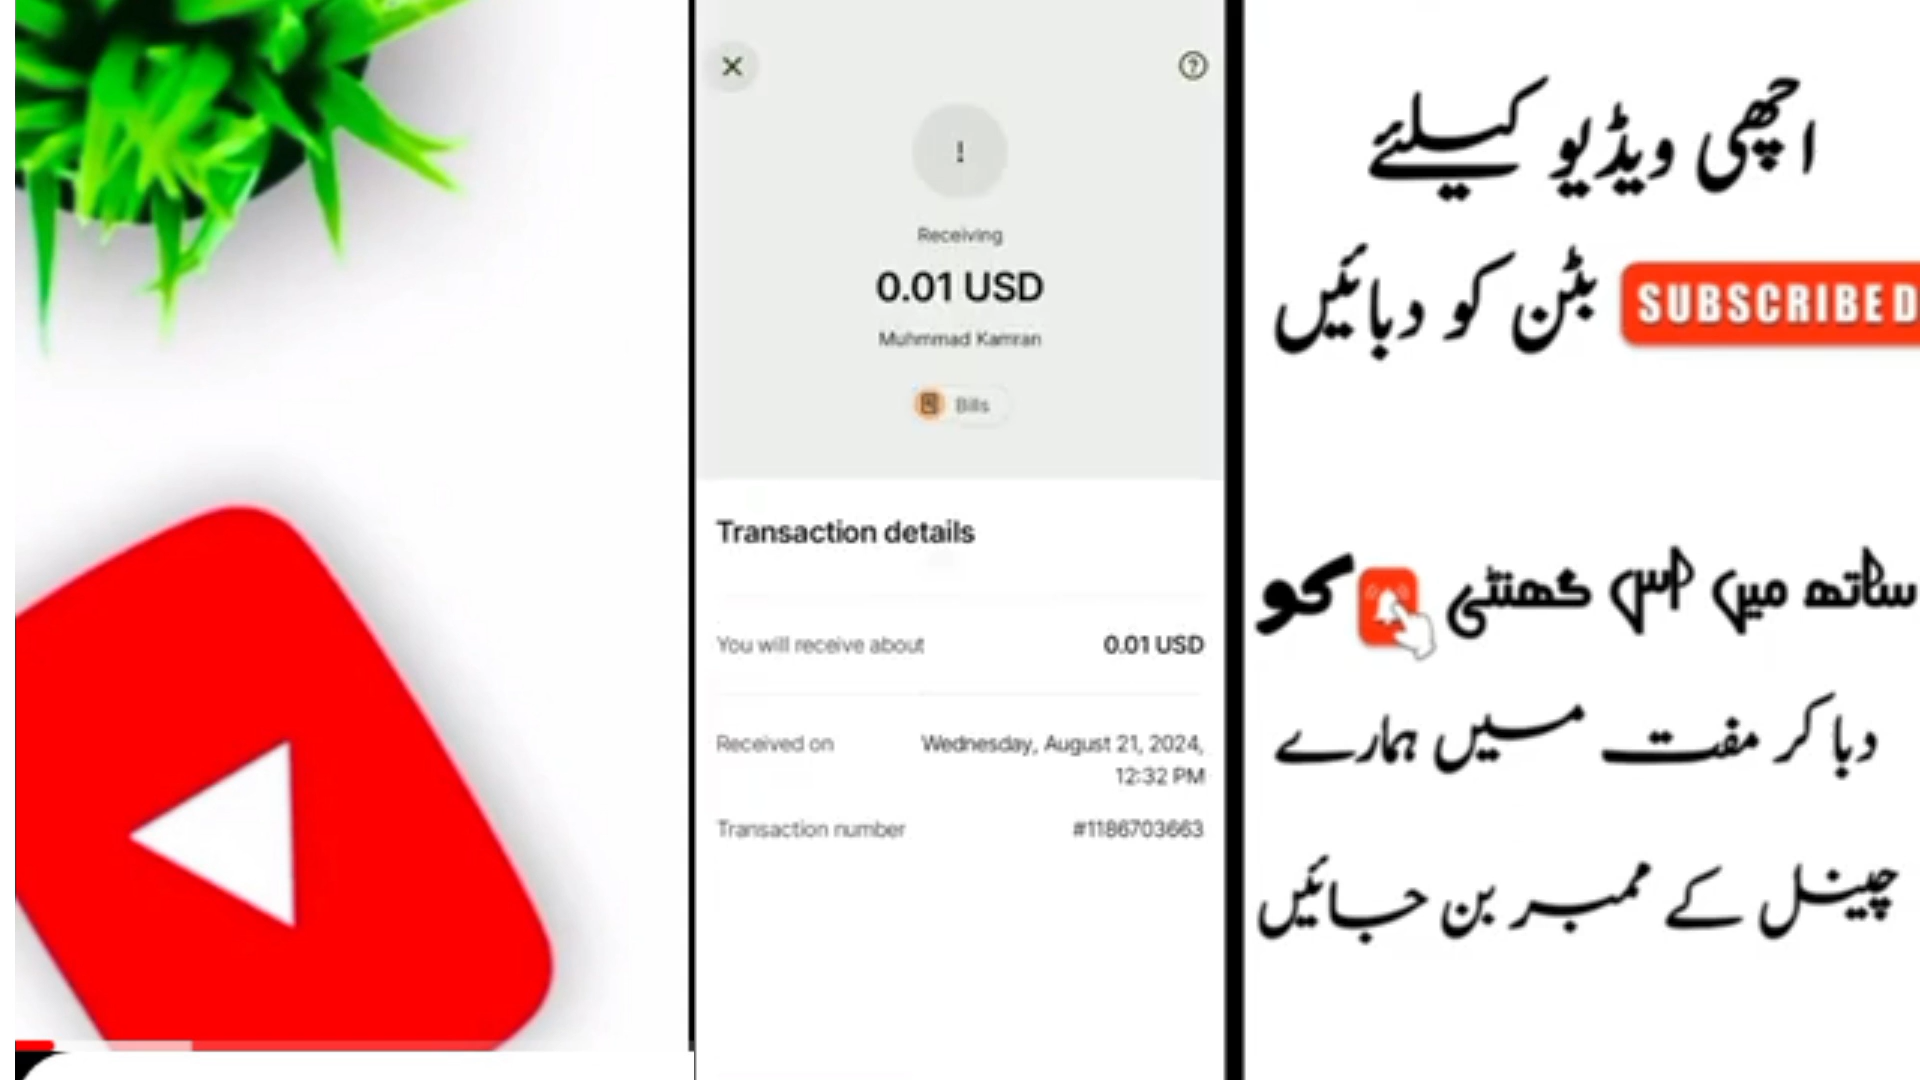 Receiving
0.01 USD
Muhmmad Kamran
Bills
Transaction details
You will receive about 0.01 USD
Received on Wednesday, August 21, 2024, 12:32 PM
Transaction number #1186703663
اچھی ویڈیو کیلئے
بٹن کو دبائیں SUBSCRIBED
ساتھ میں اس گھنٹی کو
دبا کر مفت میں ہمارے
چینل کے ممبر بن جائیں